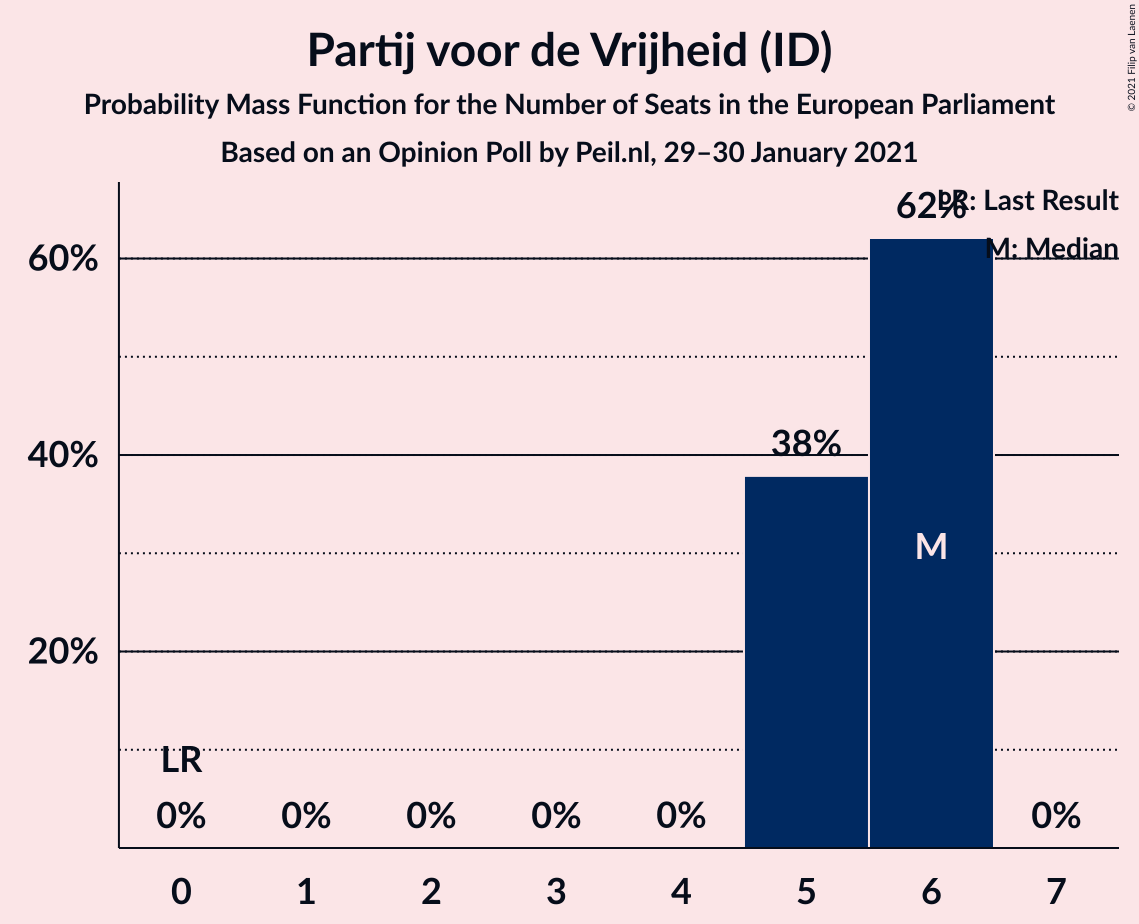 Partij voor de Vrijheid (ID)
Probability Mass Function for the Number of Seats in the European Parliament
Based on an Opinion Poll by Peil.nl, 29–30 January 2021
© 2021 Filip van Laenen
LR: Last Result
M: Median
62%
60%
38%
40%
M
20%
LR
0% 0% 0% 0% 0% 0%
0 1 2 3 4 5 6 7